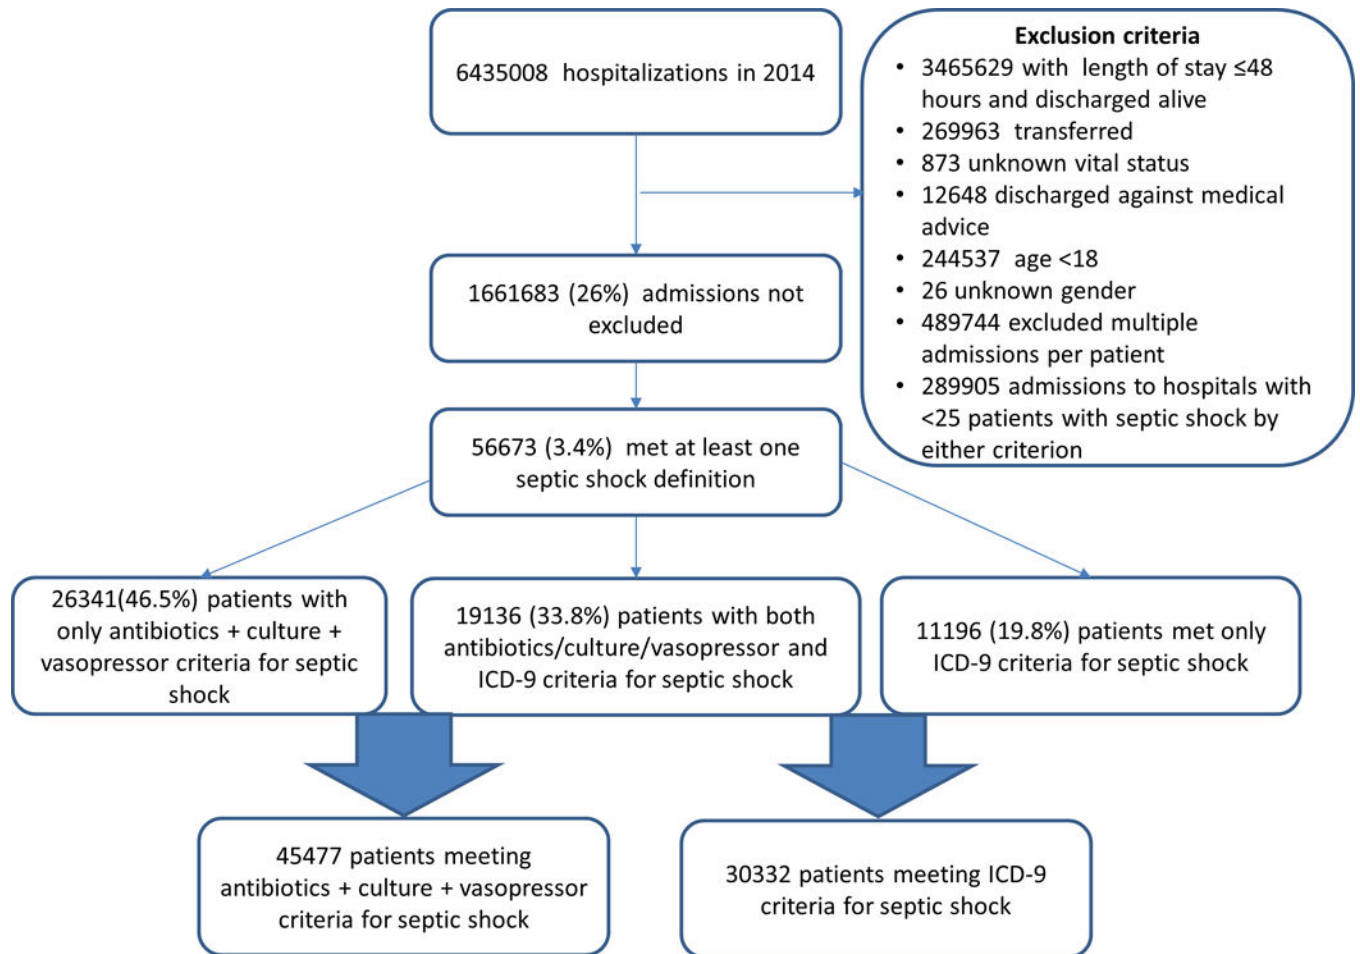 6435008 hospitalizations in 2014
Exclusion criteria
• 3465629 with length of stay ≤48
hours and discharged alive
• 269963 transferred
• 873 unknown vital status
• 12648 discharged against medical
advice
• 244537 age <18
• 26 unknown gender
• 489744 excluded multiple
admissions per patient
• 289905 admissions to hospitals with
<25 patients with septic shock by
either criterion
1661683 (26%) admissions not
excluded
56673 (3.4%) met at least one
septic shock definition
26341(46.5%) patients with
only antibiotics + culture +
vasopressor criteria for septic
shock
19136 (33.8%) patients with both
antibiotics/culture/vasopressor and
ICD-9 criteria for septic shock
11196 (19.8%) patients met only
ICD-9 criteria for septic shock
45477 patients meeting
antibiotics + culture + vasopressor
criteria for septic shock
30332 patients meeting ICD-9
criteria for septic shock